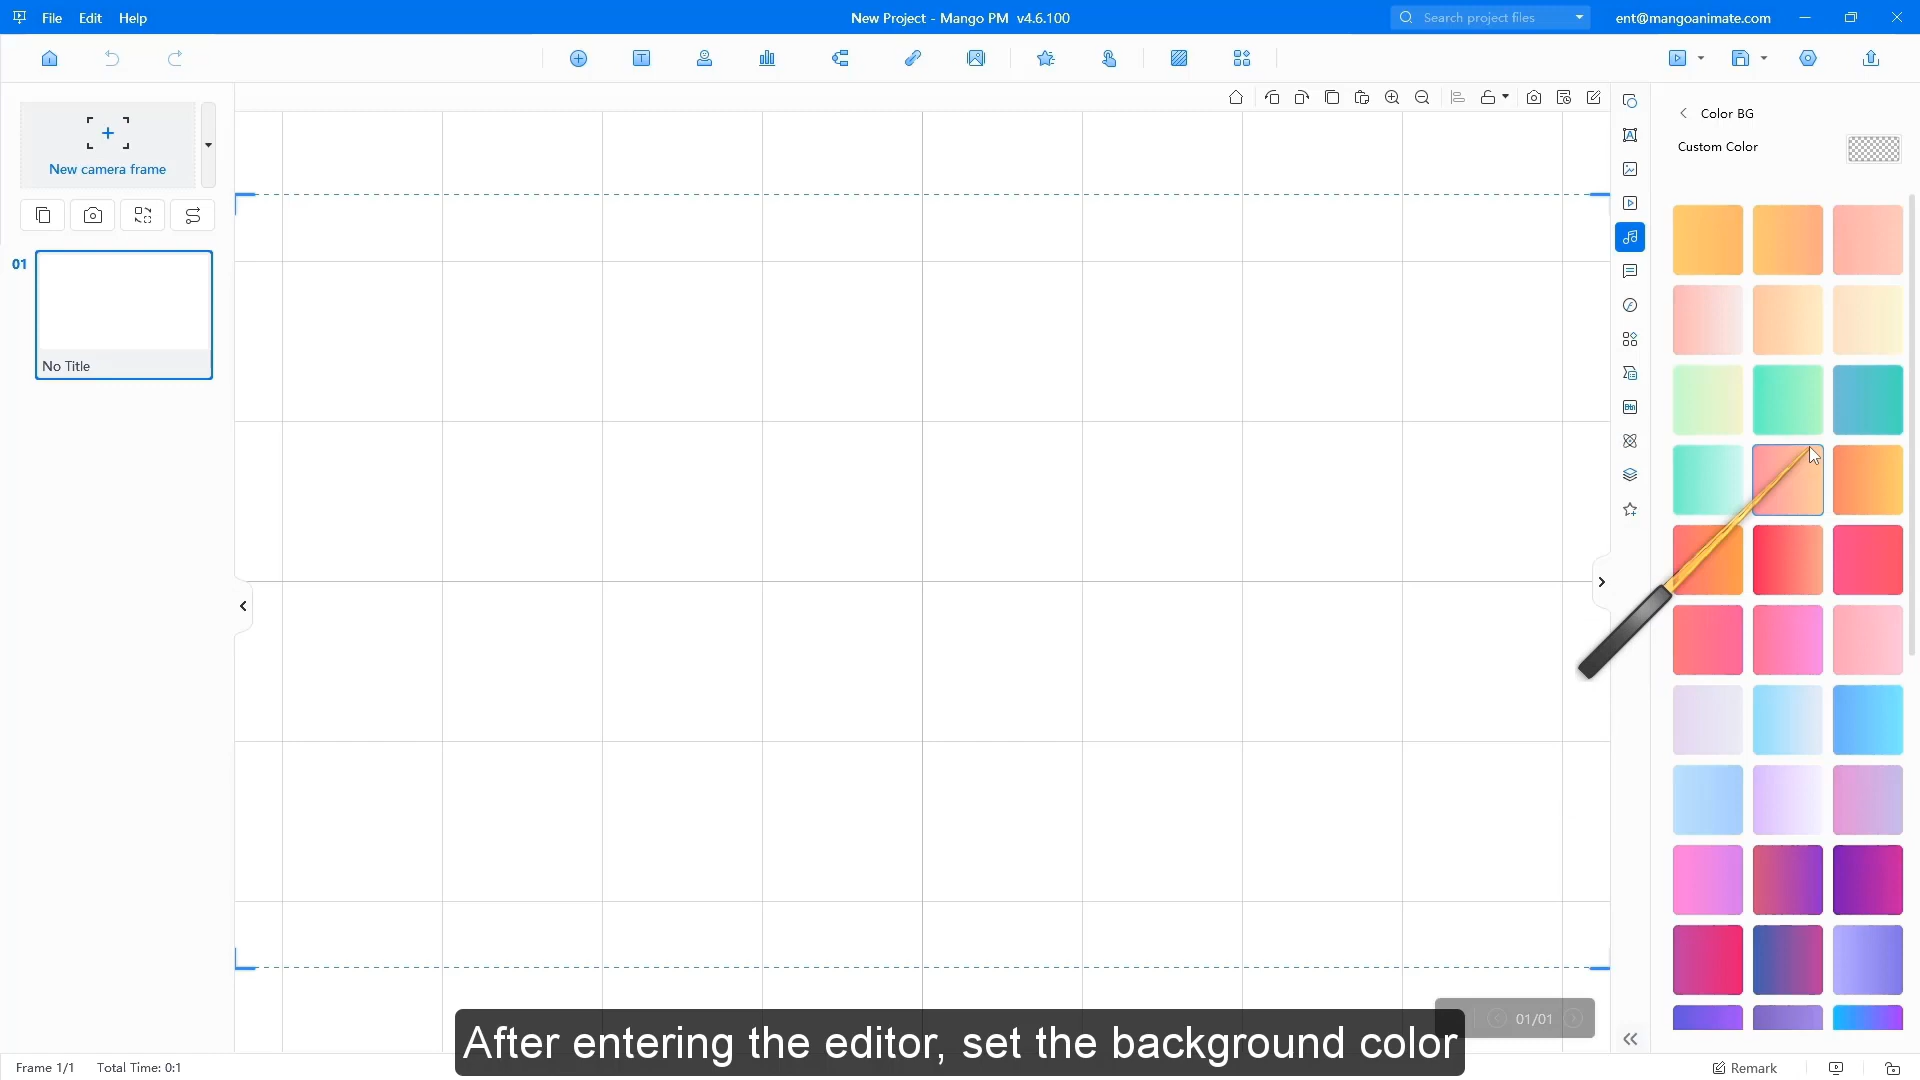 File Edit Help
New Project - Mango PM v4.6.100
Search project files
ent@mangoanimate.com
New camera frame
01
No Title
Color BG
Custom Color
Btn
01/01
After entering the editor, set the background color
Frame 1/1 Total Time: 0:1
Remark